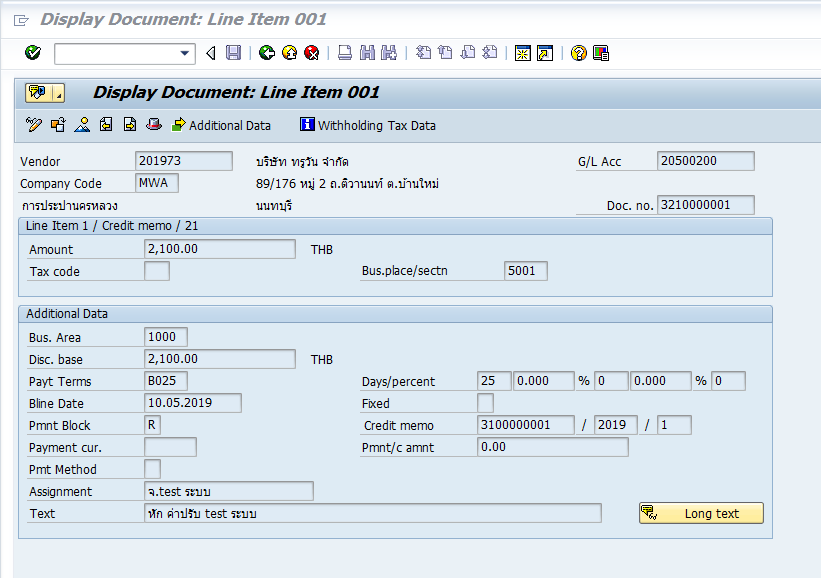 Display Document: Line Item 001
Display Document: Line Item 001
Additional Data Withholding Tax Data
Vendor 201973 บริษัท ทรูวัน จำกัด G/L Acc 20500200
Company Code MWA 89/176 หมู่ 2 ถ.ติวานนท์ ต.บ้านใหม่
การประปานครหลวง นนทบุรี Doc. no. 3210000001
Line Item 1 / Credit memo / 21
Amount 2,100.00 THB
Tax code Bus.place/sectn 5001
Additional Data
Bus. Area 1000
Disc. base 2,100.00 THB
Payt Terms B025 Days/percent 25 0.000 % 0 0.000 % 0
Bline Date 10.05.2019 Fixed
Pmnt Block R Credit memo 3100000001 / 2019 / 1
Payment cur. Pmnt/c amnt 0.00
Pmt Method
Assignment จ.test ระบบ
Text หัก ค่าปรับ test ระบบ Long text